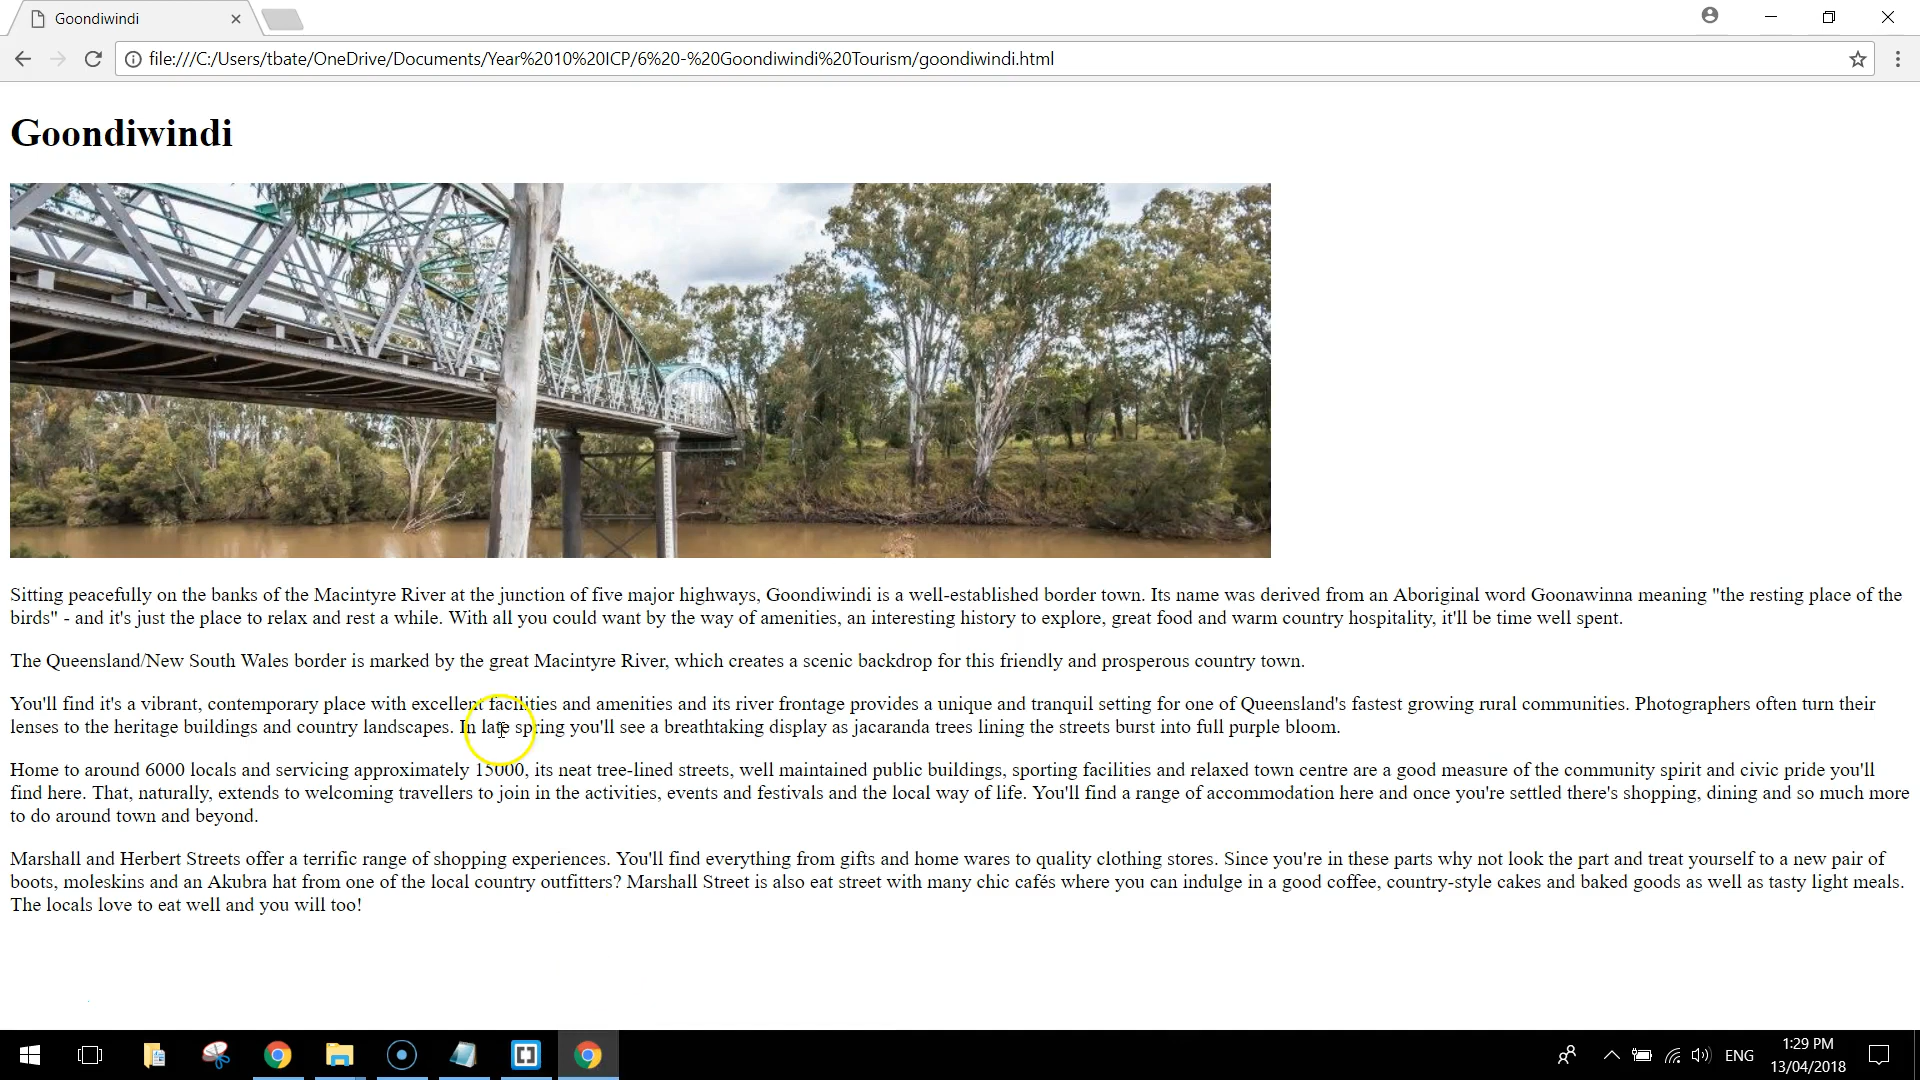 Goondiwindi
file:///C:/Users/tbate/OneDrive/Documents/Year%2010%20ICP/6%20-%20Goondiwindi%20Tourism/goondiwindi.html
Goondiwindi
Sitting peacefully on the banks of the Macintyre River at the junction of five major highways, Goondiwindi is a well-established border town. Its name was derived from an Aboriginal word Goonawinna meaning "the resting place of the
birds" - and it's just the place to relax and rest a while. With all you could want by the way of amenities, an interesting history to explore, great food and warm country hospitality, it'll be time well spent.
The Queensland/New South Wales border is marked by the great Macintyre River, which creates a scenic backdrop for this friendly and prosperous country town.
You'll find it's a vibrant, contemporary place with excellent facilities and amenities and its river frontage provides a unique and tranquil setting for one of Queensland's fastest growing rural communities. Photographers often turn their
lenses to the heritage buildings and country landscapes. In late spring you'll see a breathtaking display as jacaranda trees lining the streets burst into full purple bloom.
Home to around 6000 locals and servicing approximately 15000, its neat tree-lined streets, well maintained public buildings, sporting facilities and relaxed town centre are a good measure of the community spirit and civic pride you'll
find here. That, naturally, extends to welcoming travellers to join in the activities, events and festivals and the local way of life. You'll find a range of accommodation here and once you're settled there's shopping, dining and so much more
to do around town and beyond.
Marshall and Herbert Streets offer a terrific range of shopping experiences. You'll find everything from gifts and home wares to quality clothing stores. Since you're in these parts why not look the part and treat yourself to a new pair of
boots, moleskins and an Akubra hat from one of the local country outfitters? Marshall Street is also eat street with many chic cafés where you can indulge in a good coffee, country-style cakes and baked goods as well as tasty light meals.
The locals love to eat well and you will too!
ENG
1:29 PM
13/04/2018